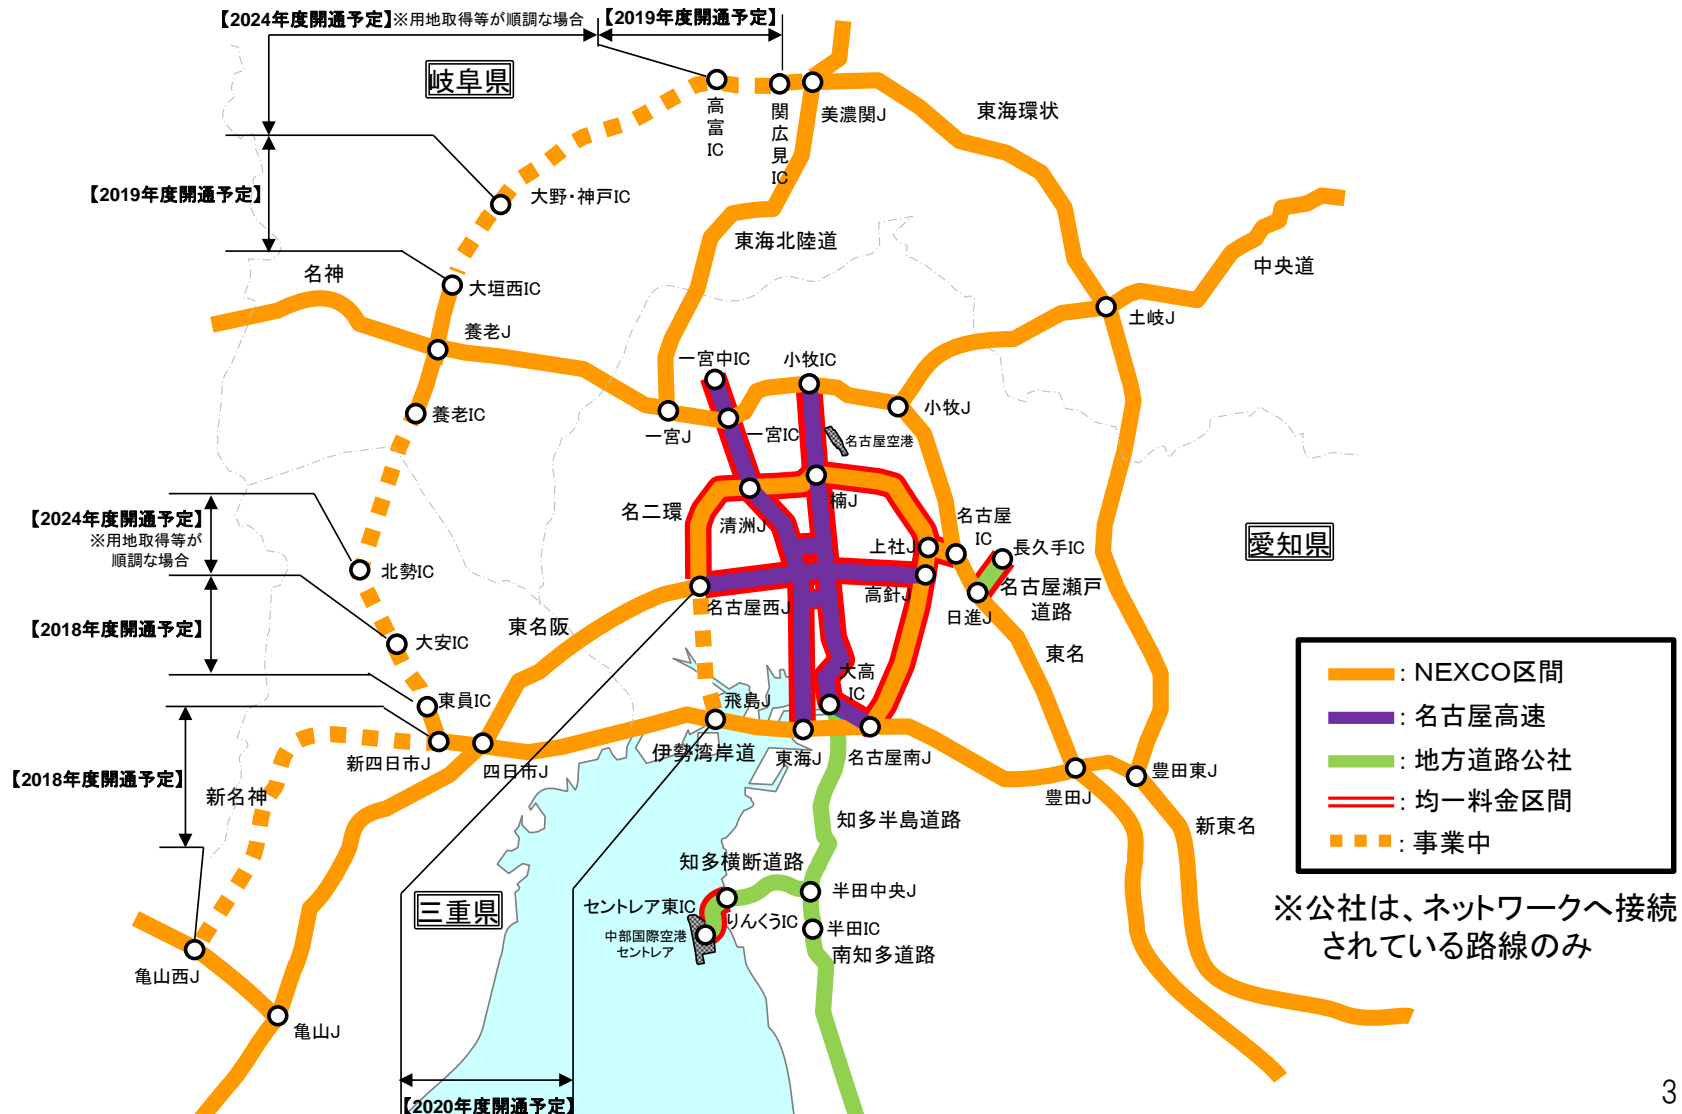 【2024年度開通予定】※用地取得等が順調な場合
【2019年度開通予定】
岐阜県
高富IC
関広見IC
美濃関J
東海環状
【2019年度開通予定】
大野・神戸IC
東海北陸道
中央道
名神
大垣西IC
土岐J
養老J
一宮中IC
小牧IC
養老IC
一宮J
一宮IC
名古屋空港
小牧J
【2024年度開通予定】
※用地取得等が
順調な場合
名二環
清洲J
楠J
名古屋
IC
上社J
長久手IC
愛知県
北勢IC
名古屋西J
高針J
日進J
名古屋瀬戸
道路
【2018年度開通予定】
大安IC
東名阪
東名
大高
IC
東員IC
飛島J
新四日市J
四日市J
伊勢湾岸道
東海J
名古屋南J
豊田J
豊田東J
【2018年度開通予定】
新名神
知多半島道路
新東名
知多横断道路
セントレア東IC
りんくうIC
半田中央J
三重県
中部国際空港
セントレア
半田IC
南知多道路
亀山西J
亀山J
【2020年度開通予定】
：NEXCO区間
：名古屋高速
：地方道路公社
：均一料金区間
：事業中
※公社は、ネットワークへ接続
されている路線のみ
3